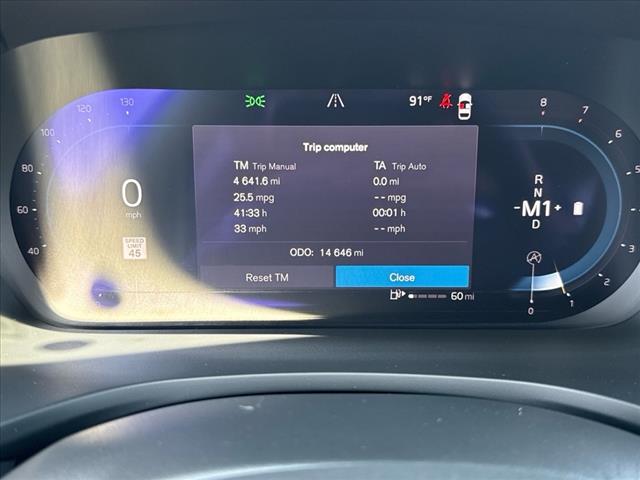 91°F
120 130
100
80
60
40
0
mph
SPEED
LIMIT
45
Trip computer
TM Trip Manual TA Trip Auto
4 641.6 mi 0.0 mi
25.5 mpg -- mpg
41:33 h 00:01 h
33 mph -- mph
ODO: 14 646 mi
Reset TM Close
60 mi
8
7
6
5
3
2
1
0
R
N
-M1+
D
A